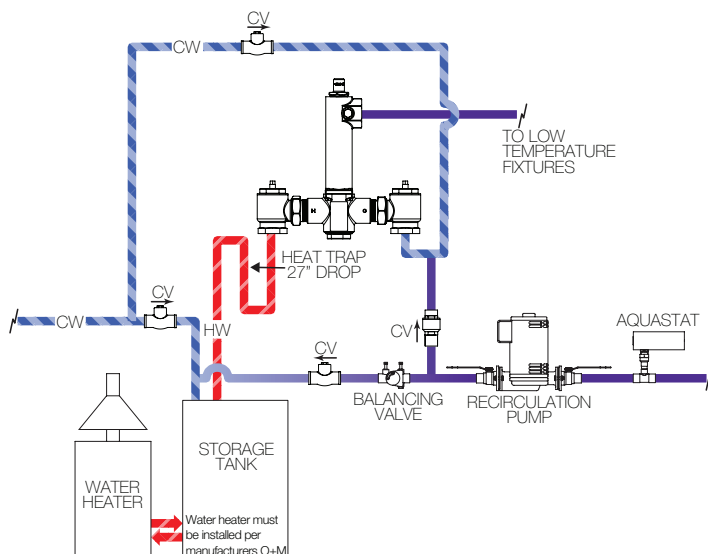 CV
CW
TO LOW
TEMPERATURE
FIXTURES
H
HEAT TRAP
27" DROP
CV
CW
HW
CV
CV
AQUASTAT
BALANCING
VALVE
RECIRCULATION
PUMP
STORAGE
TANK
WATER
HEATER
Water heater must
be installed per
manufacturers O+M